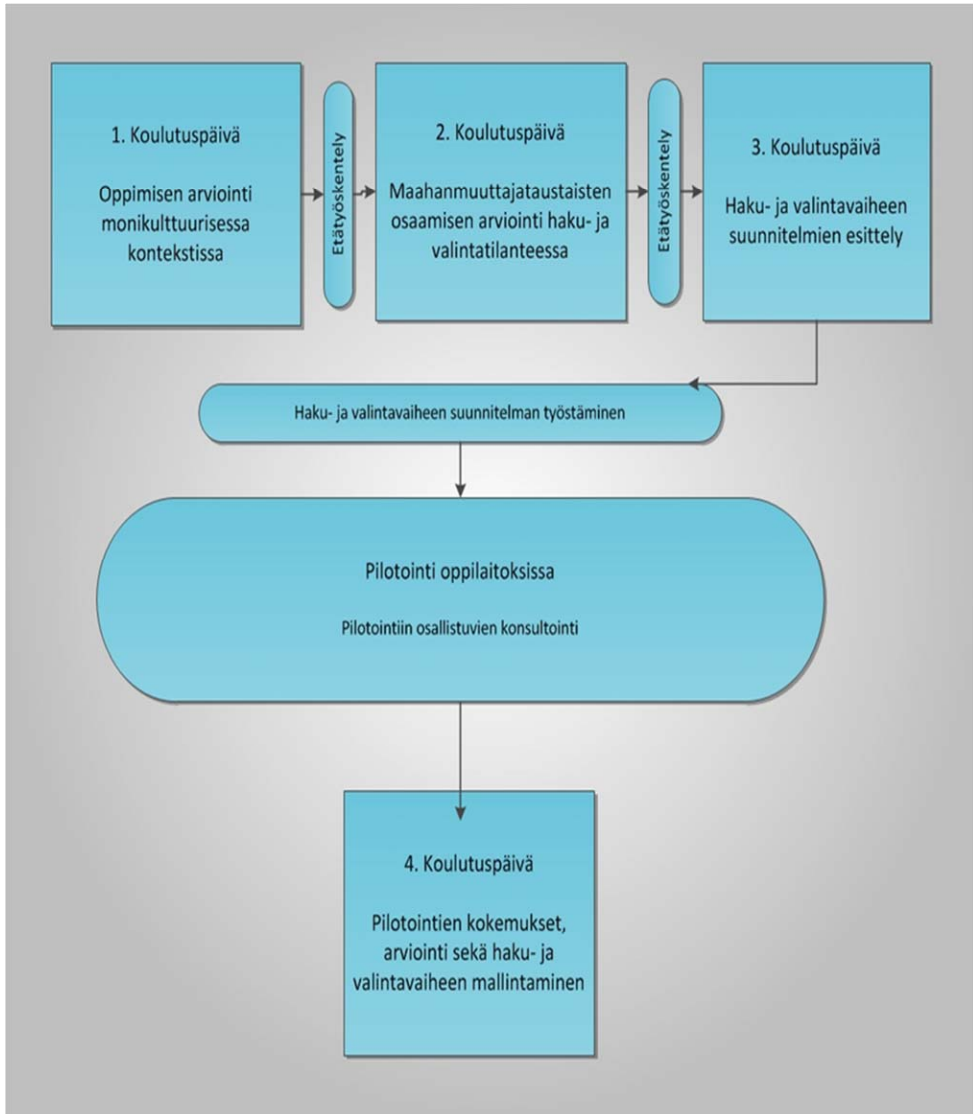 1. Koulutuspäivä
Oppimisen arviointi
monikulttuurisessa
kontekstissa
Etätyöskentely
2. Koulutuspäivä
Maahanmuuttajataustaisten
osaamisen arviointi haku- ja
valintatilanteessa
Etätyöskentely
3. Koulutuspäivä
Haku- ja valintavaiheen
suunnitelmien esittely
Haku- ja valintavaiheen suunnitelman työstäminen
Pilotointi oppilaitoksissa
Pilotointiin osallistuvien konsultointi
4. Koulutuspäivä
Pilotointien kokemukset,
arviointi sekä haku- ja
valintavaiheen mallintaminen